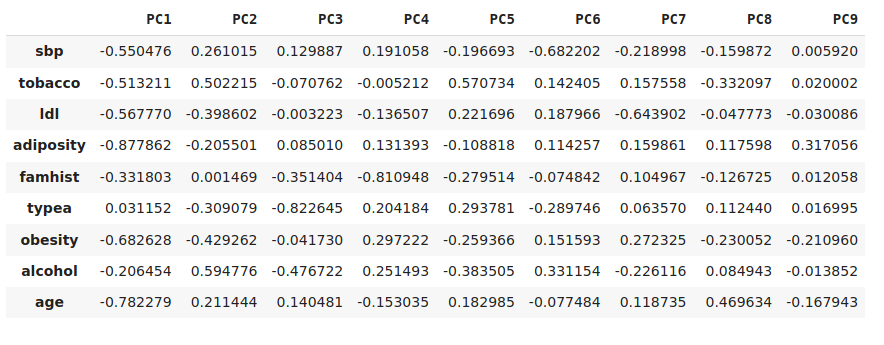 PC1 PC2 PC3 PC4 PC5 PC6 PC7 PC8 PC9
sbp -0.550476 0.261015 0.129887 0.191058 -0.196693 -0.682202 -0.218998 -0.159872 0.005920
tobacco -0.513211 0.502215 -0.070762 -0.005212 0.570734 0.142405 0.157558 -0.332097 0.020002
ldl -0.567770 -0.398602 -0.003223 -0.136507 0.221696 0.187966 -0.643902 -0.047773 -0.030086
adiposity -0.877862 -0.205501 0.085010 0.131393 -0.108818 0.114257 0.159861 0.117598 0.317056
famhist -0.331803 0.001469 -0.351404 -0.810948 -0.279514 -0.074842 0.104967 -0.126725 0.012058
typea 0.031152 -0.309079 -0.822645 0.204184 0.293781 -0.289746 0.063570 0.112440 0.016995
obesity -0.682628 -0.429262 -0.041730 0.297222 -0.259366 0.151593 0.272325 -0.230052 -0.210960
alcohol -0.206454 0.594776 -0.476722 0.251493 -0.383505 0.331154 -0.226116 0.084943 -0.013852
age -0.782279 0.211444 0.140481 -0.153035 0.182985 -0.077484 0.118735 0.469634 -0.167943